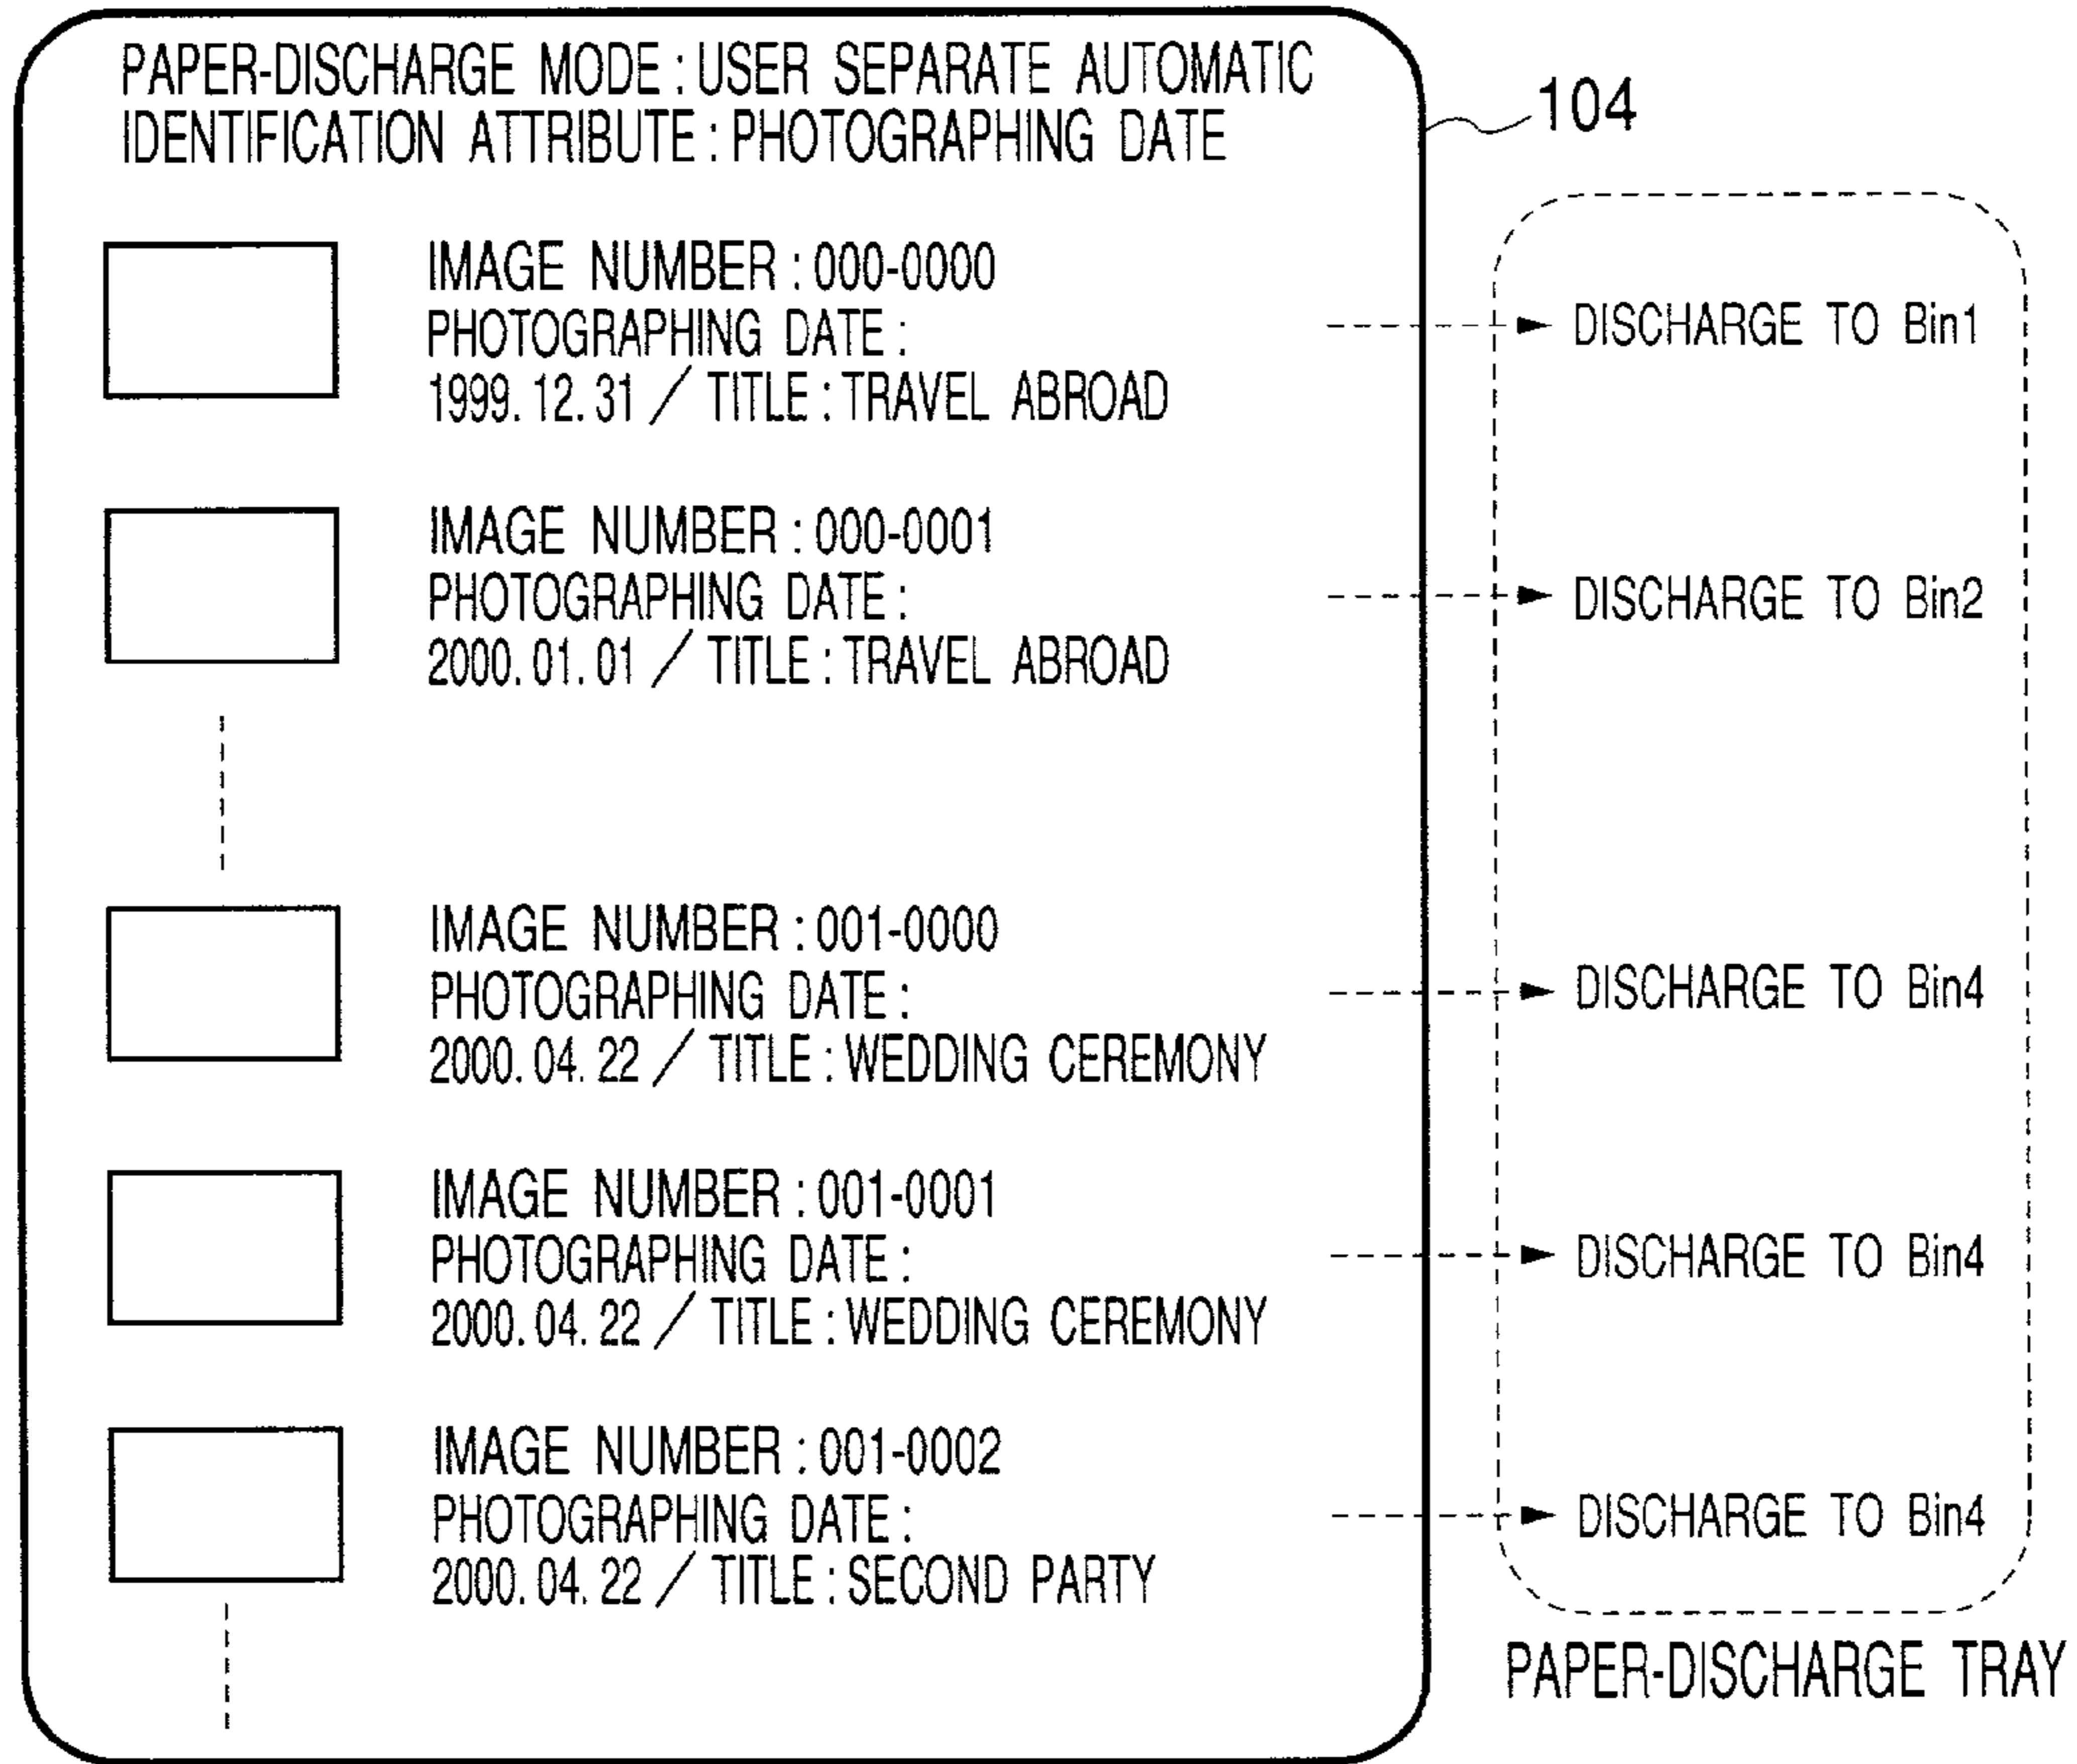 PAPER-DISCHARGE MODE : USER SEPARATE AUTOMATIC
IDENTIFICATION ATTRIBUTE : PHOTOGRAPHING DATE
104
IMAGE NUMBER : 000-0000
PHOTOGRAPHING DATE :
1999.12.31 / TITLE : TRAVEL ABROAD
DISCHARGE TO Bin1
IMAGE NUMBER : 000-0001
PHOTOGRAPHING DATE :
2000.01.01 / TITLE : TRAVEL ABROAD
DISCHARGE TO Bin2
IMAGE NUMBER : 001-0000
PHOTOGRAPHING DATE :
2000.04.22 / TITLE : WEDDING CEREMONY
DISCHARGE TO Bin4
IMAGE NUMBER : 001-0001
PHOTOGRAPHING DATE :
2000.04.22 / TITLE : WEDDING CEREMONY
DISCHARGE TO Bin4
IMAGE NUMBER : 001-0002
PHOTOGRAPHING DATE :
2000.04.22 / TITLE : SECOND PARTY
DISCHARGE TO Bin4
PAPER-DISCHARGE TRAY